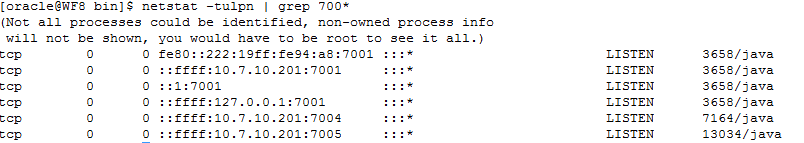 [oracle@WF8 bin]$ netstat -tulpn | grep 700*
(Not all processes could be identified, non-owned process info
 will not be shown, you would have to be root to see it all.)
tcp        0      0 fe80::222:19ff:fe94:a8:7001 :::*                        LISTEN      3658/java
tcp        0      0 ::ffff:10.7.10.201:7001     :::*                        LISTEN      3658/java
tcp        0      0 ::1:7001                    :::*                        LISTEN      3658/java
tcp        0      0 ::ffff:127.0.0.1:7001       :::*                        LISTEN      3658/java
tcp        0      0 ::ffff:10.7.10.201:7004     :::*                        LISTEN      7164/java
tcp        0      0 ::ffff:10.7.10.201:7005     :::*                        LISTEN      13034/java